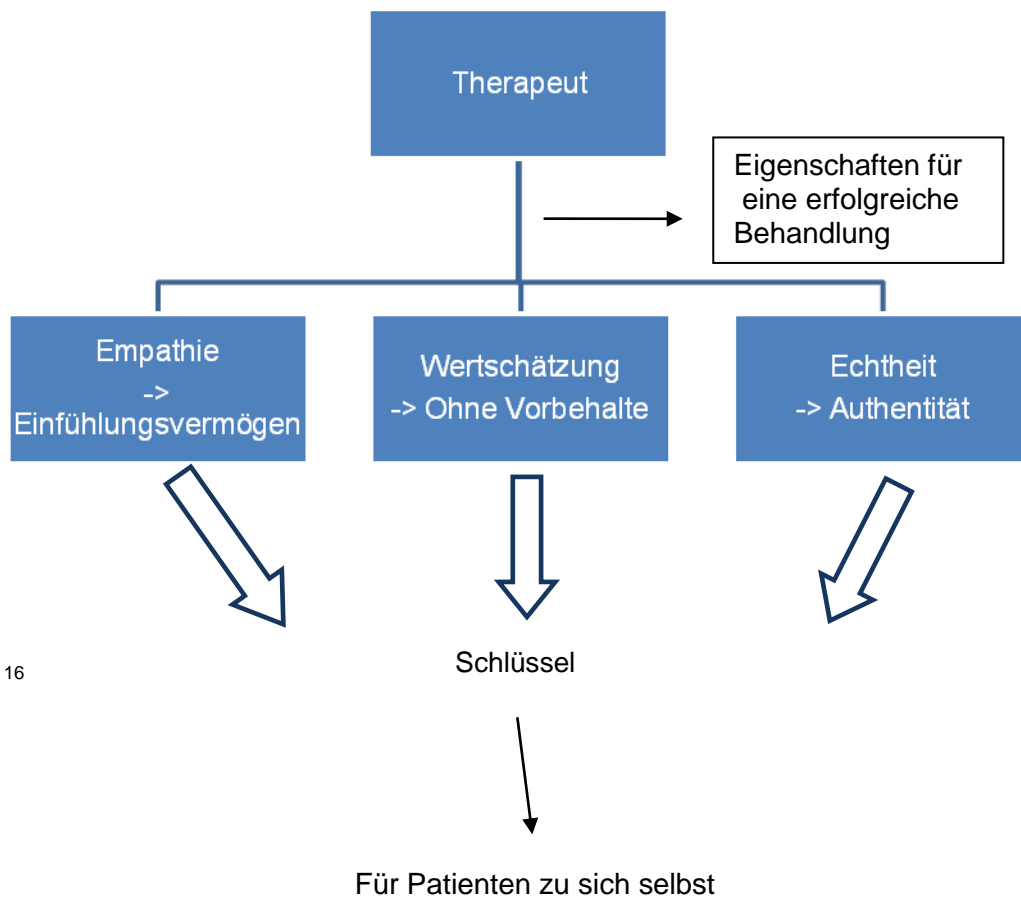 Therapeut
Eigenschaften für
eine erfolgreiche
Behandlung
Empathie
->
Einfühlungsvermögen
Wertschätzung
-> Ohne Vorbehalte
Echtheit
-> Authentität
Schlüssel
16
Für Patienten zu sich selbst